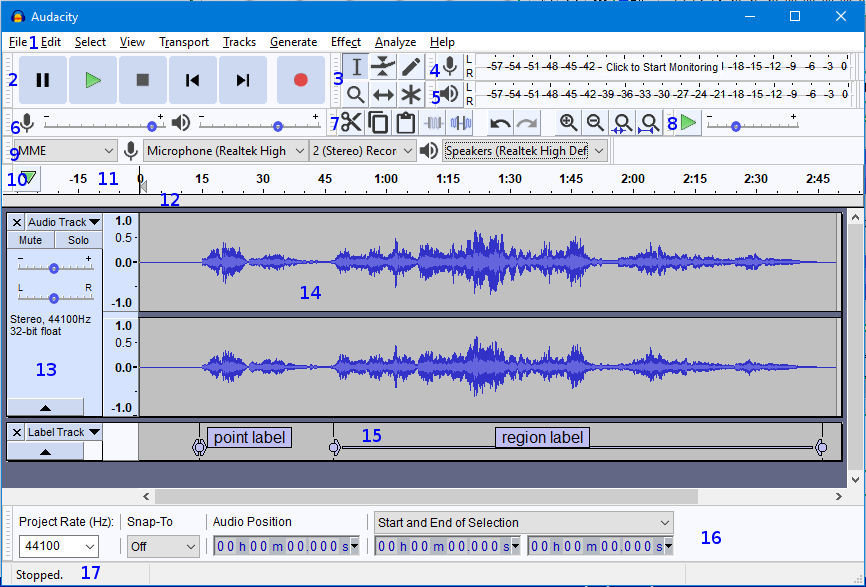 Audacity
File 1 Edit Select View Transport Tracks Generate Effect Analyze Help
2 3 4 L R -57 -54 -51 -48 -45 -42 - Click to Start Monitoring -18 -15 -12 -9 -6 -3 0
5 L R -57 -54 -51 -48 -45 -42 -39 -36 -33 -30 -27 -24 -21 -18 -15 -12 -9 -6 -3 0
6 - + - + 7 8 - +
9 MME Microphone (Realtek High 2 (Stereo) Recor Speakers (Realtek High Def
10 -15 11 0 15 30 45 1:00 1:15 1:30 1:45 2:00 2:15 2:30 2:45
12
X Audio Track 1.0
Mute Solo 0.5
- + 0.0
L R
-1.0 14
Stereo, 44100Hz 1.0
32-bit float 0.5
13 0.0
-1.0
X Label Track point label 15 region label
Project Rate (Hz): Snap-To Audio Position Start and End of Selection 16
44100 Off 00 h 00 m 00.000 s 00 h 00 m 00.000 s 00 h 00 m 00.000 s
Stopped. 17